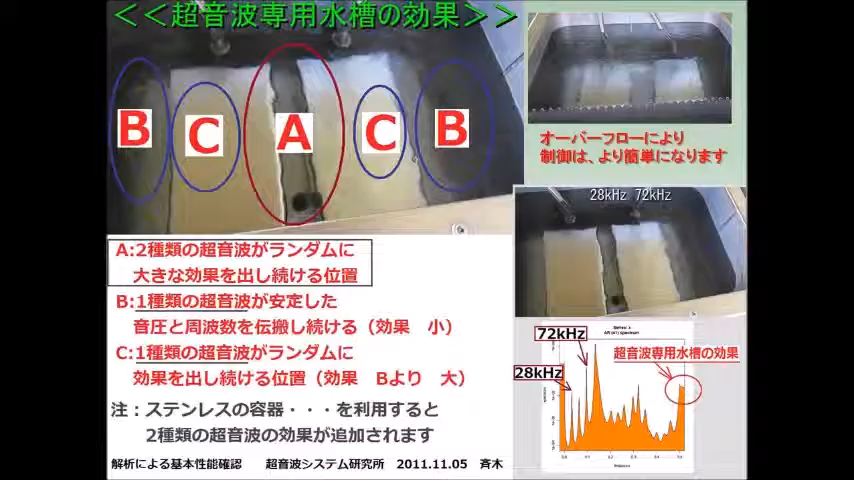 <<超音波専用水槽の効果>>
B
C
A
C
B
オーバーフローにより
制御は、より簡単になります
28kHz 72kHz
A:2種類の超音波がランダムに
大きな効果を出し続ける位置
B:1種類の超音波が安定した
音圧と周波数を伝搬し続ける（効果　小）
C:1種類の超音波がランダムに
効果を出し続ける位置（効果　Bより　大）
注：ステンレスの容器・・・を利用すると
2種類の超音波の効果が追加されます
解析による基本性能確認　超音波システム研究所　2011.11.05　斉木
72kHz
28kHz
超音波専用水槽の効果